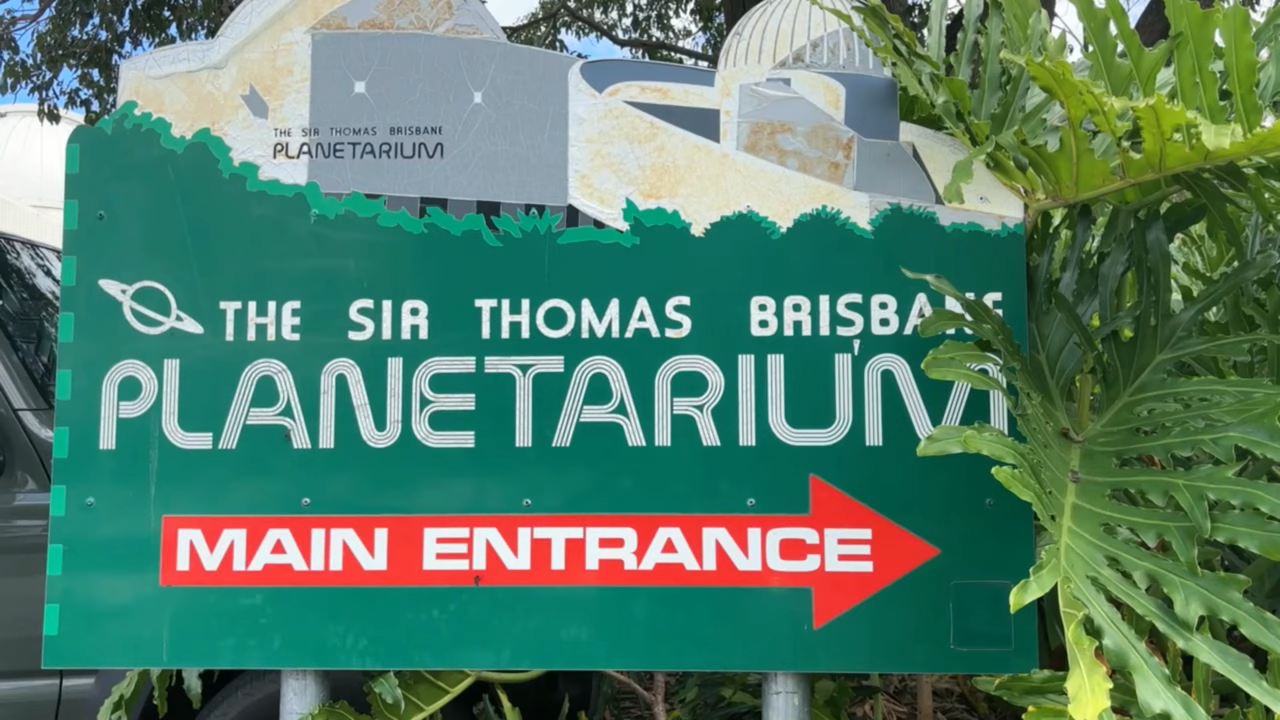 THE SIR THOMAS BRISBANE
PLANETARIUM
THE SIR THOMAS BRISBANE
PLANETARIUM
MAIN ENTRANCE